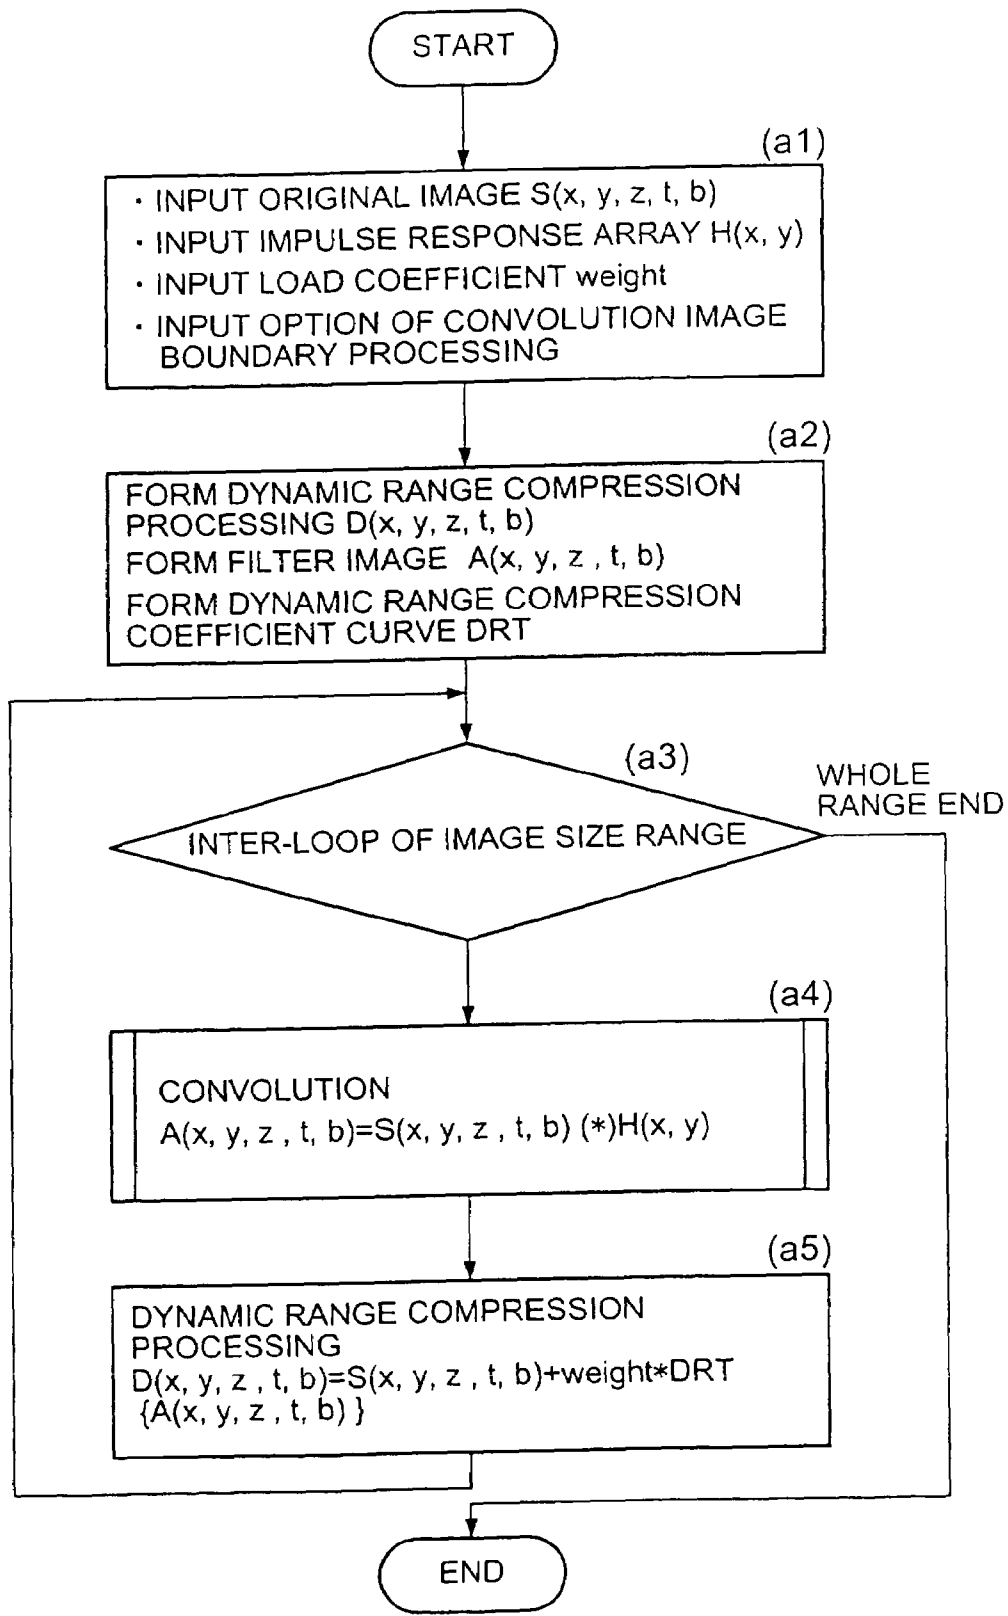 START
(a1)
· INPUT ORIGINAL IMAGE S(x, y, z, t, b)
· INPUT IMPULSE RESPONSE ARRAY H(x, y)
· INPUT LOAD COEFFICIENT weight
· INPUT OPTION OF CONVOLUTION IMAGE
BOUNDARY PROCESSING
(a2)
FORM DYNAMIC RANGE COMPRESSION
PROCESSING D(x, y, z, t, b)
FORM FILTER IMAGE A(x, y, z , t, b)
FORM DYNAMIC RANGE COMPRESSION
COEFFICIENT CURVE DRT
(a3)
WHOLE
RANGE END
INTER-LOOP OF IMAGE SIZE RANGE
(a4)
CONVOLUTION
A(x, y, z , t, b)=S(x, y, z , t, b) (*)H(x, y)
(a5)
DYNAMIC RANGE COMPRESSION
PROCESSING
D(x, y, z , t, b)=S(x, y, z , t, b)+weight*DRT
{A(x, y, z , t, b) }
END